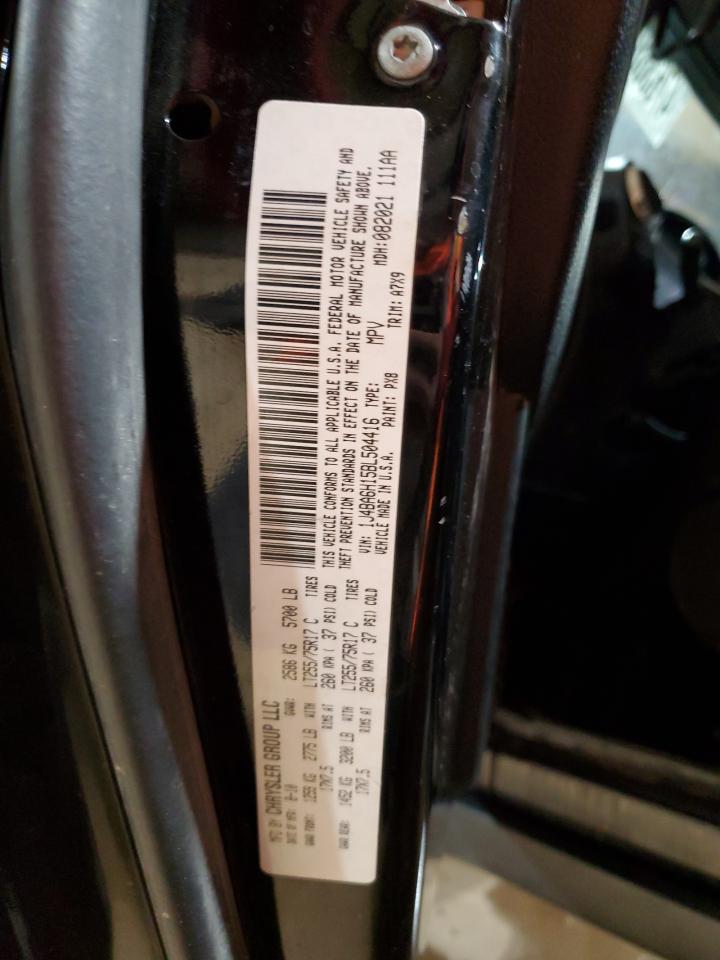 MFD BY CHRYSLER GROUP LLC
DATE OF MFR: 8-10 GVWR: 2586 KG 5700 LB
GAWR FRONT: 1259 KG 2775 LB WITH LT255/75R17 C TIRES
17X7.5 RIMS AT 260 KPA ( 37 PSI) COLD
GAWR REAR: 1452 KG 3200 LB WITH LT255/75R17 C TIRES
17X7.5 RIMS AT 260 KPA ( 37 PSI) COLD
THIS VEHICLE CONFORMS TO ALL APPLICABLE U.S.A. FEDERAL MOTOR VEHICLE SAFETY AND
THEFT PREVENTION STANDARDS IN EFFECT ON THE DATE OF MANUFACTURE SHOWN ABOVE.
VIN: 1J4BA6H15BL504416 TYPE: MPV MDH:082021 111AA
VEHICLE MADE IN U.S.A. PAINT: PX8 TRIM: A7X9